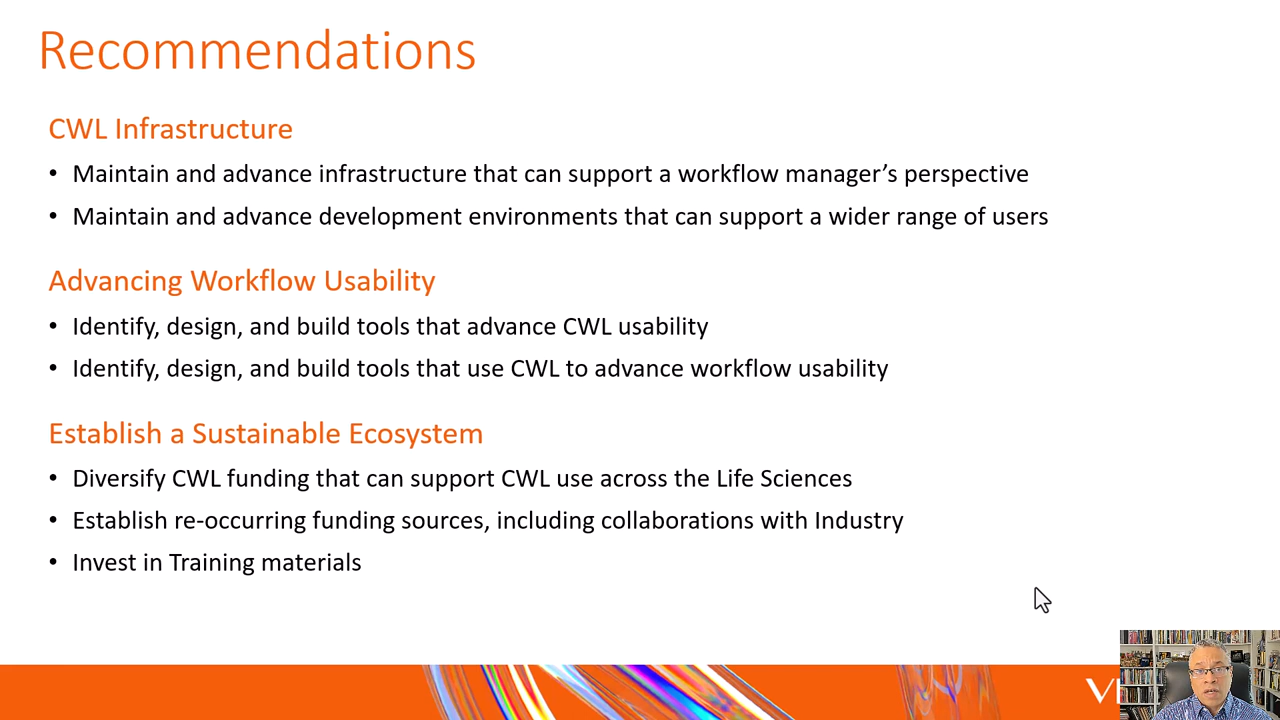 Recommendations
CWL Infrastructure
• Maintain and advance infrastructure that can support a workflow manager’s perspective
• Maintain and advance development environments that can support a wider range of users
Advancing Workflow Usability
• Identify, design, and build tools that advance CWL usability
• Identify, design, and build tools that use CWL to advance workflow usability
Establish a Sustainable Ecosystem
• Diversify CWL funding that can support CWL use across the Life Sciences
• Establish re-occurring funding sources, including collaborations with Industry
• Invest in Training materials